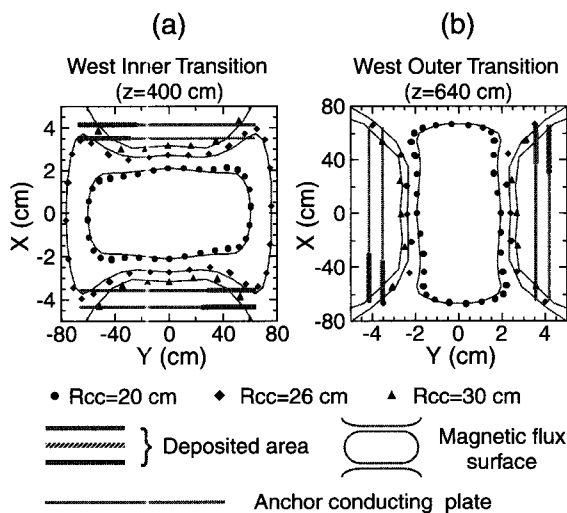 (a)
(b)
West Inner Transition
(z=400 cm)
West Outer Transition
(z=640 cm)
X (cm)
4
2
0
-2
-4
-80
-40
0
40
80
Y (cm)
X (cm)
80
40
0
-40
-80
-4
-2
0
2
4
Y (cm)
Rcc=20 cm
Rcc=26 cm
Rcc=30 cm
Deposited area
Magnetic flux
surface
Anchor conducting plate